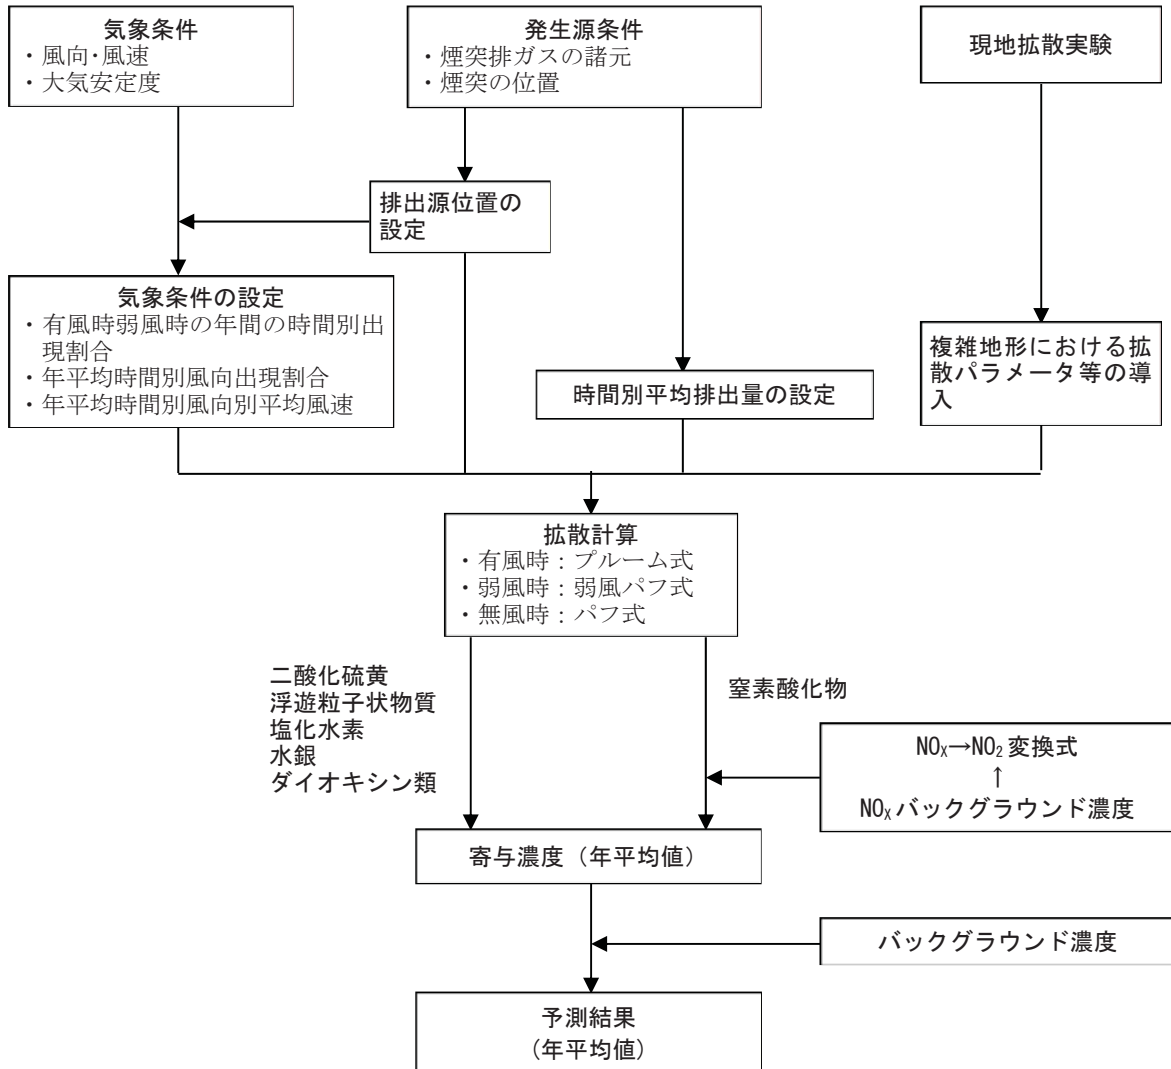 気象条件
・風向・風速
・大気安定度
発生源条件
・煙突排ガスの諸元
・煙突の位置
現地拡散実験
排出源位置の
設定
気象条件の設定
・有風時弱風時の年間の時間別出
現割合
・年平均時間別風向出現割合
・年平均時間別風向別平均風速
時間別平均排出量の設定
複雑地形における拡
散パラメータ等の導
入
拡散計算
・有風時：プルーム式
・弱風時：弱風パフ式
・無風時：パフ式
二酸化硫黄
浮遊粒子状物質
塩化水素
水銀
ダイオキシン類
窒素酸化物
NOX→NO2変換式
↑
NOXバックグラウンド濃度
寄与濃度（年平均値）
バックグラウンド濃度
予測結果
（年平均値）